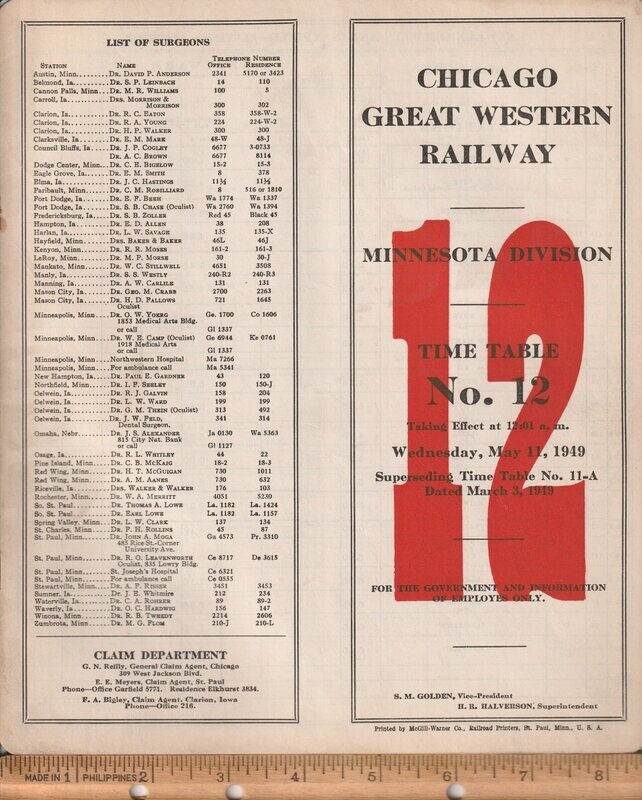 LIST OF SURGEONS
TELEPHONE NUMBER
STATION NAME OFFICE RESIDENCE
Austin, Minn.........DR. DAVID P. ANDERSON 2341 5170 or 3423
Belmond, Ia..........DR. S. P. LEINBACH 14 110
Cannon Falls, Minn...DR. M. R. WILLIAMS 100 5
Carroll, Ia..........DRS. MORRISON &
MORRISON 300 302
Clarion, Ia..........DR. R. C. EATON 358 358-W-2
Clarion, Ia..........DR. R. A. YOUNG 224 224-W-2
Clarion, Ia..........DR. H. P. WALKER 300 300
Clarksville, Ia......DR. E. M. MARK 48-W 48-J
Council Bluffs, Ia...DR. J. P. COGLEY 6677 3-0733
DR. A. C. BROWN 6677 8114
Dodge Center, Minn...DR. C. E. BIGELOW 15-2 15-3
Eagle Grove, Ia......DR. E. M. SMITH 8 378
Elma, Ia.............DR. J. C. HASTINGS 11½ 11½
Faribault, Minn......DR. C. M. ROBILLIARD 8 516 or 1810
Fort Dodge, Ia.......DR. E. F. BEEH Wa 1774 Wa 1337
Fort Dodge, Ia.......DR. S. B. CHASE (Oculist) Wa 2760 Wa 1394
Fredericksburg, Ia...DR. S. B. ZOLLER Red 45 Black 45
Hampton, Ia..........DR. E. D. ALLEN 38 208
Harlan, Ia...........DR. L. W. SAVAGE 135 135-X
Hayfield, Minn.......DRS. BAKER & BAKER 46L 46J
Kenyon, Minn.........DR. R. R. MOSES 161-2 161-3
LeRoy, Minn..........DR. M. P. MORSE 30 30-J
Mankato, Minn........DR. W. C. STILLWELL 4651 3508
Manly, Ia............DR. S. S. WESTLY 240-R2 240-R3
Manning, Ia..........DR. A. W. CARLILE 131 131
Mason City, Ia.......DR. GEO. M. CRABB 2700 2263
Mason City, Ia.......DR. H. D. FALLOWS 721 1645
Oculist
Minneapolis, Minn....DR. O. W. YOERG Ge. 1700 Co 1606
1853 Medical Arts Bldg.
or call Gl 1337
Minneapolis, Minn....DR. W. E. CAMP (Oculist) Ge 6944 Ke 0761
1918 Medical Arts
or call Gl 1337
Minneapolis, Minn....Northwestern Hospital Ma 7266
Minneapolis, Minn....For ambulance call Ma 5341
New Hampton, Ia......DR. PAUL E. GARDNER 43 120
Northfield, Minn.....DR. I. F. SEELEY 150 150-J
Oelwein, Ia..........DR. R. J. GALVIN 158 204
Oelwein, Ia..........DR. L. W. WARD 199 199
Oelwein, Ia..........DR. G. M. THEIN (Oculist) 313 492
Oelwein, Ia..........DR. J. W. FELD, 341 314
Dental Surgeon.
Omaha, Nebr..........DR. J. S. ALEXANDER Ja 0130 Wa 5363
813 City Nat. Bank
or call Gl 1127
Osage, Ia............DR. R. L. WHITLEY 44 22
Pine Island, Minn....DR. C. B. MCKAIG 18-2 18-3
Red Wing, Minn.......DR. H. T. MCGUIGAN 730 1011
Red Wing, Minn.......DR. A. M. AANES 730 632
Riceville, Ia........DRS. WALKER & WALKER 176 103
Rochester, Minn......DR. W. A. MERRITT 4051 5230
So. St. Paul.........DR. THOMAS A. LOWE La. 1182 La. 1424
So. St. Paul.........DR. EARL LOWE La. 1182 La. 1157
Spring Valley, Minn..DR. L. W. CLARK 137 134
St. Charles, Minn....DR. F. H. ROLLINS 45 87
St. Paul, Minn.......DR. JOHN A. MOGA Ga 4573 Pr. 3310
483 Rice St.-Corner
University Ave.
St. Paul, Minn.......DR. R. O. LEAVENWORTH Ce 8717 De 3615
Oculist, 835 Lowry Bldg.
St. Paul, Minn.......St. Joseph's Hospital Ce 6321
St. Paul, Minn.......For ambulance call Ce 0555
Stewartville, Minn...DR. A. F. RISSER 3451 3453
Sumner, Ia...........DR. J. E. WHITMIRE 212 234
Waterville, Minn.....DR. C. A. ROHRER 89 89-2
Waverly, Ia..........DR. O. C. HARDWIG 156 147
Winona, Minn.........DR. R. B. TWEEDY 2214 2606
Zumbrota, Minn.......DR. M. G. FLOM 210-J 210-L
CLAIM DEPARTMENT
G. N. Reilly, General Claim Agent, Chicago
309 West Jackson Blvd.
E. E. Meyers, Claim Agent, St. Paul
Phone—Office Garfield 5771. Residence Elkhurst 3834.
F. A. Bigley, Claim Agent, Clarion, Iowa
Phone—Office 216.
CHICAGO
GREAT WESTERN
RAILWAY
12
MINNESOTA DIVISION
TIME TABLE
No. 12
Taking Effect at 12:01 a. m.
Wednesday, May 11, 1949
Superseding Time Table No. 11-A
Dated March 3, 1949
FOR THE GOVERNMENT AND INFORMATION
OF EMPLOYES ONLY.
S. M. GOLDEN, Vice-President
H. R. HALVERSON, Superintendent
Printed by McGill-Warner Co., Railroad Printers, St. Paul, Minn., U. S. A.
MADE IN 1 PHILIPPINES 2 3 4 5 6 7 8